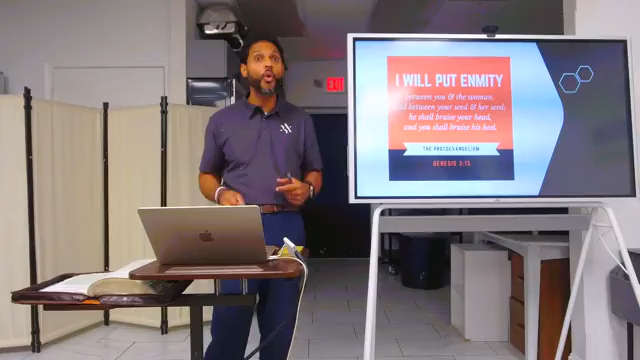 EXIT
I WILL PUT ENMITY
between you & the woman,
and between your seed & her seed;
he shall bruise your head,
and you shall bruise his heel.
THE PROTOEVANGELIUM
GENESIS 3:15